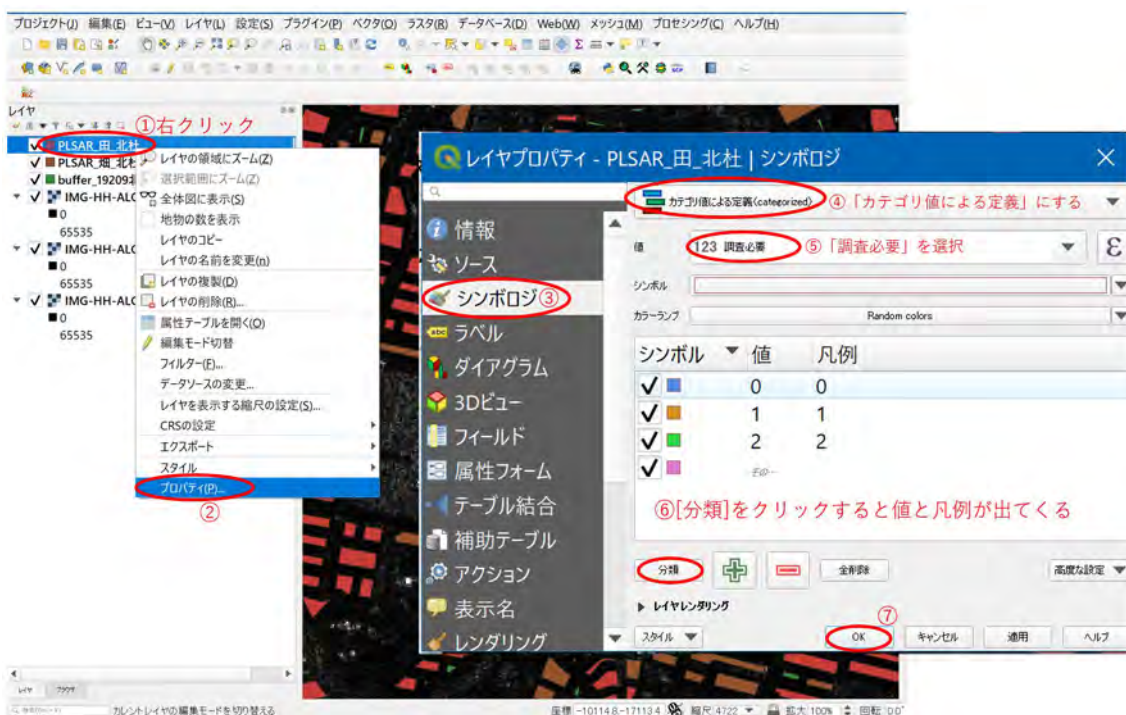 プロジェクト(J) 編集(E) ビュー(V) レイヤ(L) 設定(S) プラグイン(P) ベクタ(O) ラスタ(R) データベース(D) Web(W) メッシュ(M) プロセシング(C) ヘルプ(H)
レイヤ
①右クリック
PLSAR_田_北杜
PLSAR_畑_北杜
buffer_19209
IMG-HH-ALO
0
65535
IMG-HH-ALO
0
65535
IMG-HH-ALO
0
65535
レイヤの領域にズーム(Z)
選択範囲にズーム(Z)
全体図に表示(S)
地物の数を表示
レイヤのコピー
レイヤの名前を変更(n)
レイヤの複製(D)
レイヤの削除(R)...
属性テーブルを開く(O)
編集モード切替
フィルター(F)...
データソースの変更...
レイヤを表示する縮尺の設定(S)...
CRSの設定
エクスポート
スタイル
プロパティ(P)...
②
レイヤプロパティ - PLSAR_田_北杜 | シンボロジ
情報
ソース
シンボロジ③
ラベル
ダイアグラム
3Dビュー
フィールド
属性フォーム
テーブル結合
補助テーブル
アクション
表示名
レンダリング
カテゴリ値による定義(categorized)
④「カテゴリ値による定義」にする
値 123 調査必要 ⑤「調査必要」を選択 ε
シンボル
カラーランプ Random colors
シンボル 値 凡例
0 0
1 1
2 2
⑥[分類]をクリックすると値と凡例が出てくる
分類 全削除 高度な設定
レイヤレンダリング
⑦
スタイル OK キャンセル 適用 ヘルプ
レイヤ ブラウザ
カレントレイヤの編集モードを切り替える 座標 -10114.8,-17113.4 縮尺 4722 拡大 100% 回転 0.0°